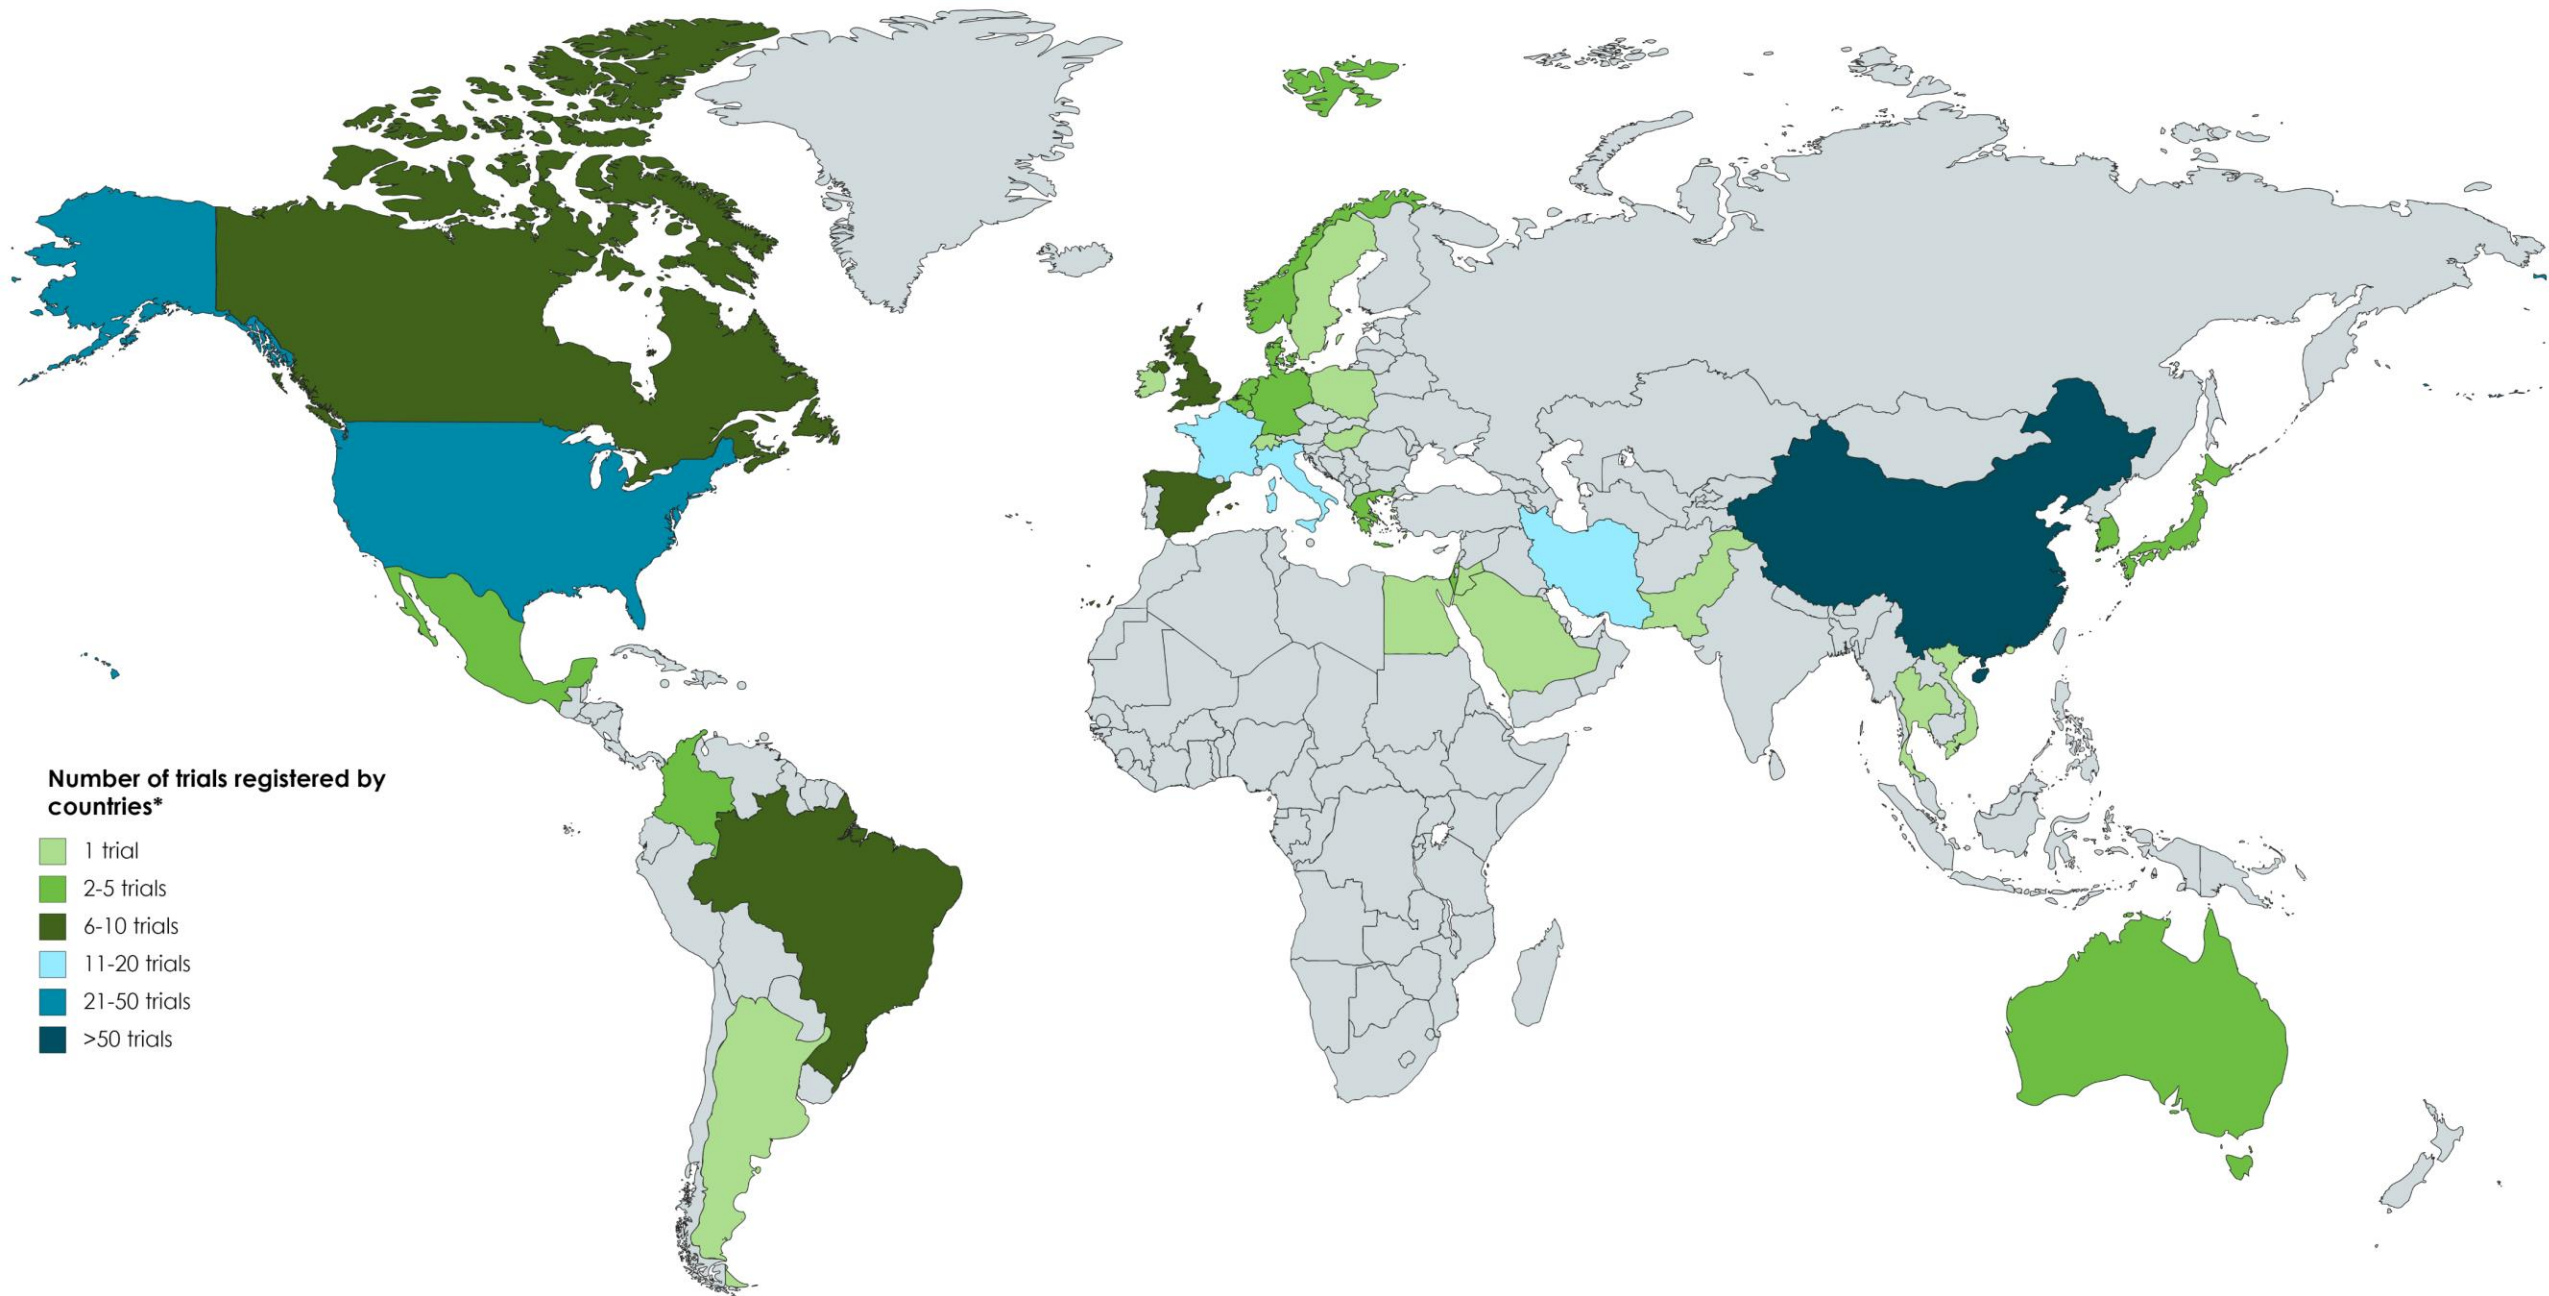 Number of trials registered by
countries*
1 trial
2-5 trials
6-10 trials
11-20 trials
21-50 trials
>50 trials